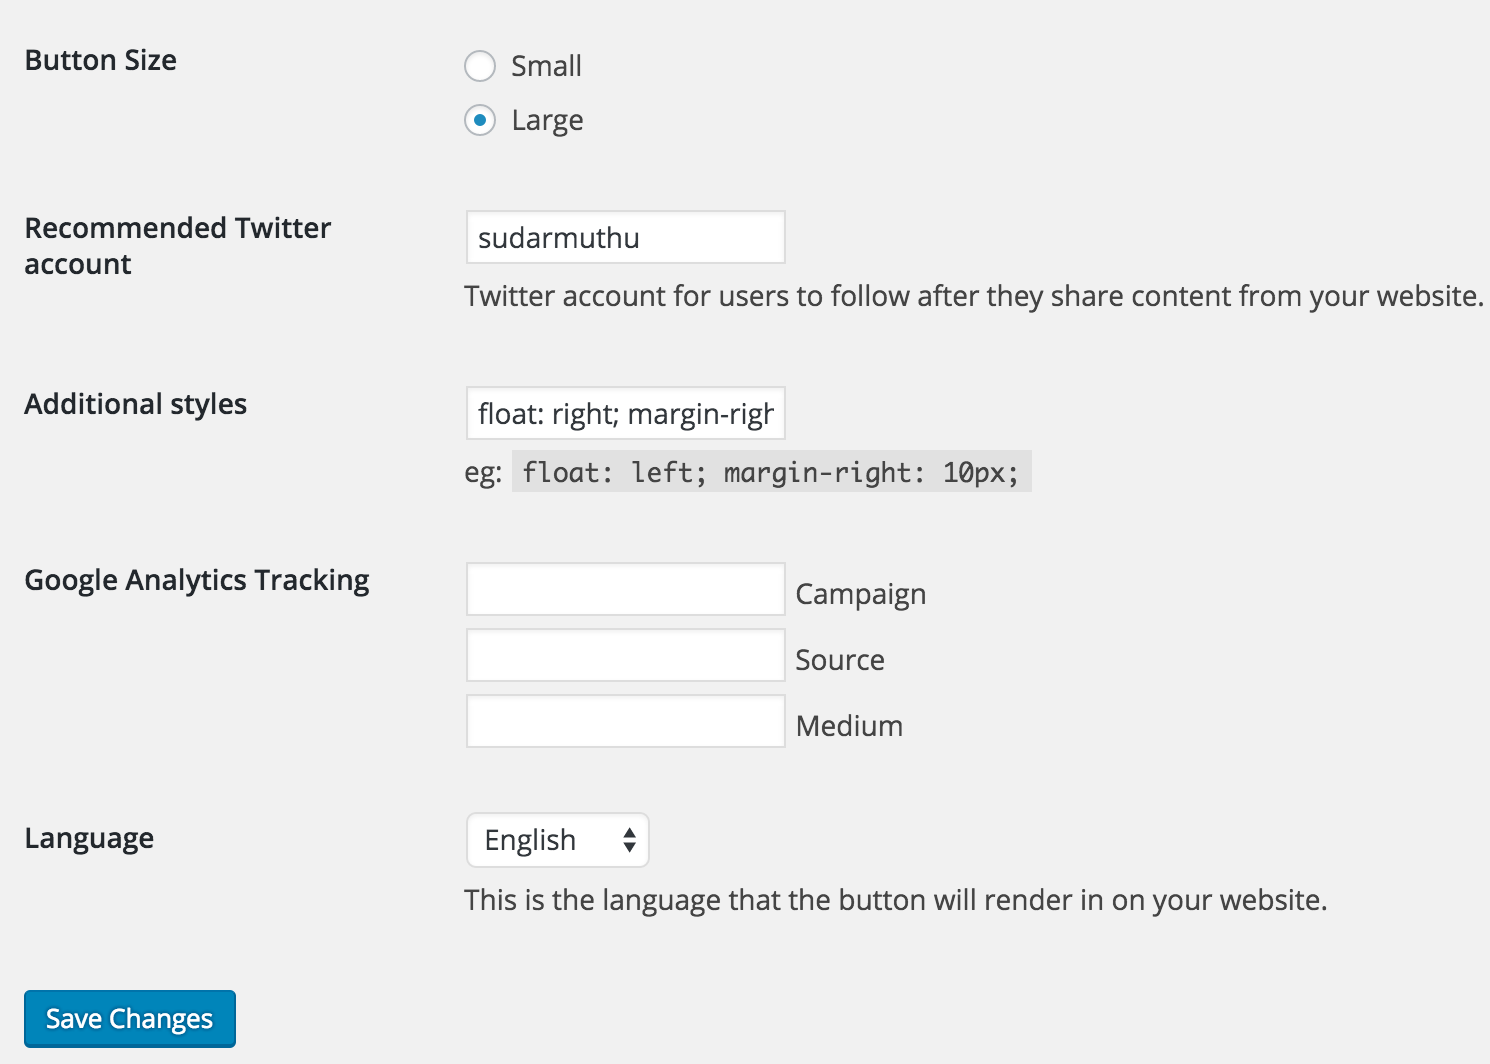 Button Size
Small
Large
Recommended Twitter
account
sudarmuthu
Twitter account for users to follow after they share content from your website.
Additional styles
float: right; margin-righ
eg: float: left; margin-right: 10px;
Google Analytics Tracking
Campaign
Source
Medium
Language
English
This is the language that the button will render in on your website.
Save Changes